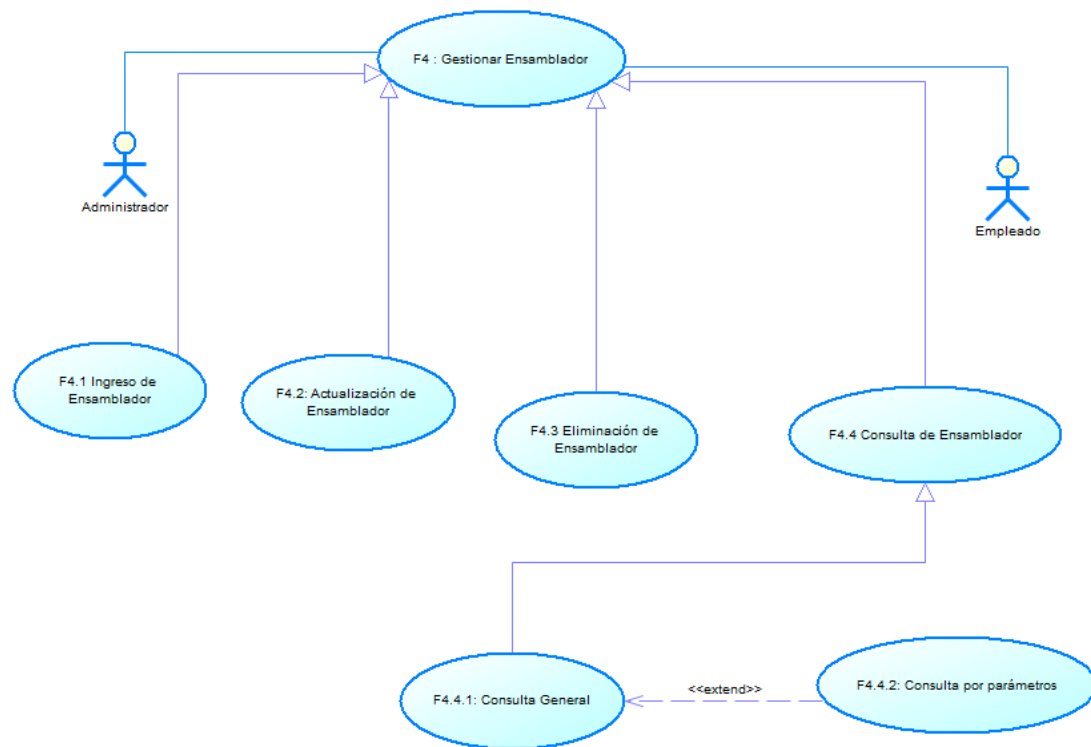 F4 : Gestionar Ensamblador
Administrador
Empleado
F4.1 Ingreso de
Ensamblador
F4.2: Actualización de
Ensamblador
F4.3 Eliminación de
Ensamblador
F4.4 Consulta de Ensamblador
F4.4.1: Consulta General
<<extend>>
F4.4.2: Consulta por parámetros